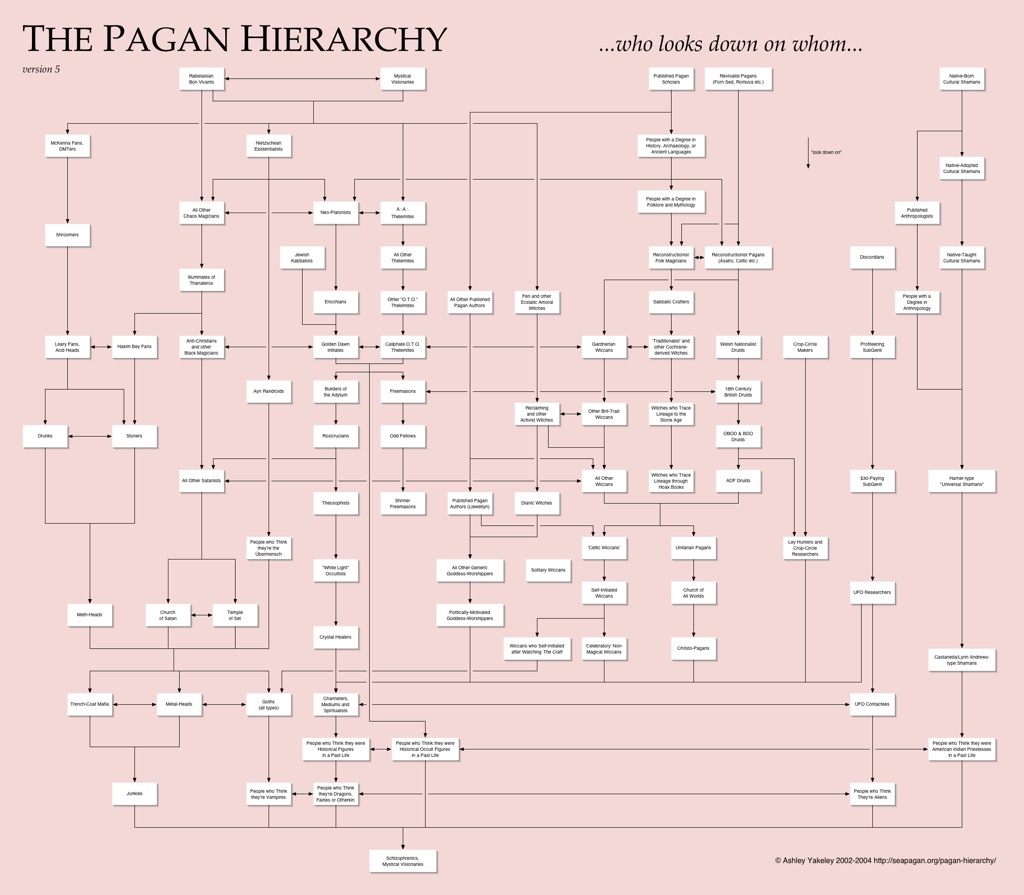 THE PAGAN HIERARCHY
...who looks down on whom...
version 5
Rabelaisian
Bon Vivants
Mystical
Visionaries
Published Pagan
Scholars
Revivalist Pagans
(Forn Sed, Romuva etc.)
Native-Born
Cultural Shamans
McKenna Fans,
DMTers
Nietzschean
Existentialists
People with a Degree in
History, Archaeology, or
Ancient Languages
"look down on"
Native-Adopted
Cultural Shamans
All Other
Chaos Magicians
Neo-Platonists
A∴A∴
Thelemites
People with a Degree in
Folklore and Mythology
Published
Anthropologists
Shroomers
Jewish
Kabbalists
All Other
Thelemites
Reconstructionist
Folk Magicians
Reconstructionist Pagans
(Ásatrú, Celtic etc.)
Discordians
Native-Taught
Cultural Shamans
Illuminates of
Thanateros
Enochians
Other "O.T.O."
Thelemites
All Other Published
Pagan Authors
Feri and other
Ecstatic Amoral
Witches
Sabbatic Crafters
People with a
Degree in
Anthropology
Leary Fans,
Acid Heads
Hakim Bey Fans
Anti-Christians
and other
Black Magicians
Golden Dawn
Initiates
Caliphate O.T.O.
Thelemites
Gardnerian
Wiccans
'Traditionalist' and
other Cochrane-
derived Witches
Welsh Nationalist
Druids
Crop-Circle
Makers
Profiteering
SubGenii
Ayn Randroids
Builders of
the Adytum
Freemasons
18th Century
British Druids
Reclaiming
and other
Activist Witches
Other Brit-Trad
Wiccans
Witches who Trace
Lineage to the
Stone Age
Drunks
Stoners
Rosicrucians
Odd Fellows
OBOD & BDO
Druids
All Other Satanists
All Other
Wiccans
Witches who Trace
Lineage through
Hoax Books
ADF Druids
$30-Paying
SubGenii
Harner-type
"Universal Shamans"
Theosophists
Shriner
Freemasons
Published Pagan
Authors (Llewellyn)
Dianic Witches
People who Think
they're the
Übermensch
'Celtic Wiccans'
Unitarian Pagans
Ley Hunters and
Crop-Circle
Researchers
"White Light"
Occultists
All Other Generic
Goddess-Worshippers
Solitary Wiccans
Self-Initiated
Wiccans
Church of
All Worlds
UFO Researchers
Meth-Heads
Church
of Satan
Temple
of Set
Politically-Motivated
Goddess-Worshippers
Crystal Healers
Wiccans who Self-Initiated
after Watching The Craft
'Celebratory' Non-
Magical Wiccans
Christo-Pagans
Castaneda/Lynn Andrews-
type Shamans
Trench-Coat Mafia
Metal-Heads
Goths
(all types)
Channelers,
Mediums and
Spiritualists
UFO Contactees
People who Think they were
Historical Figures
in a Past Life
People who Think they were
Historical Occult Figures
in a Past Life
People who Think they were
American Indian Priestesses
in a Past Life
Junkies
People who Think
they're Vampires
People who Think
they're Dragons,
Fairies or Otherkin
People who Think
They're Aliens
Schizophrenics,
Mystical Visionaries
© Ashley Yakeley 2002-2004 http://seapagan.org/pagan-hierarchy/